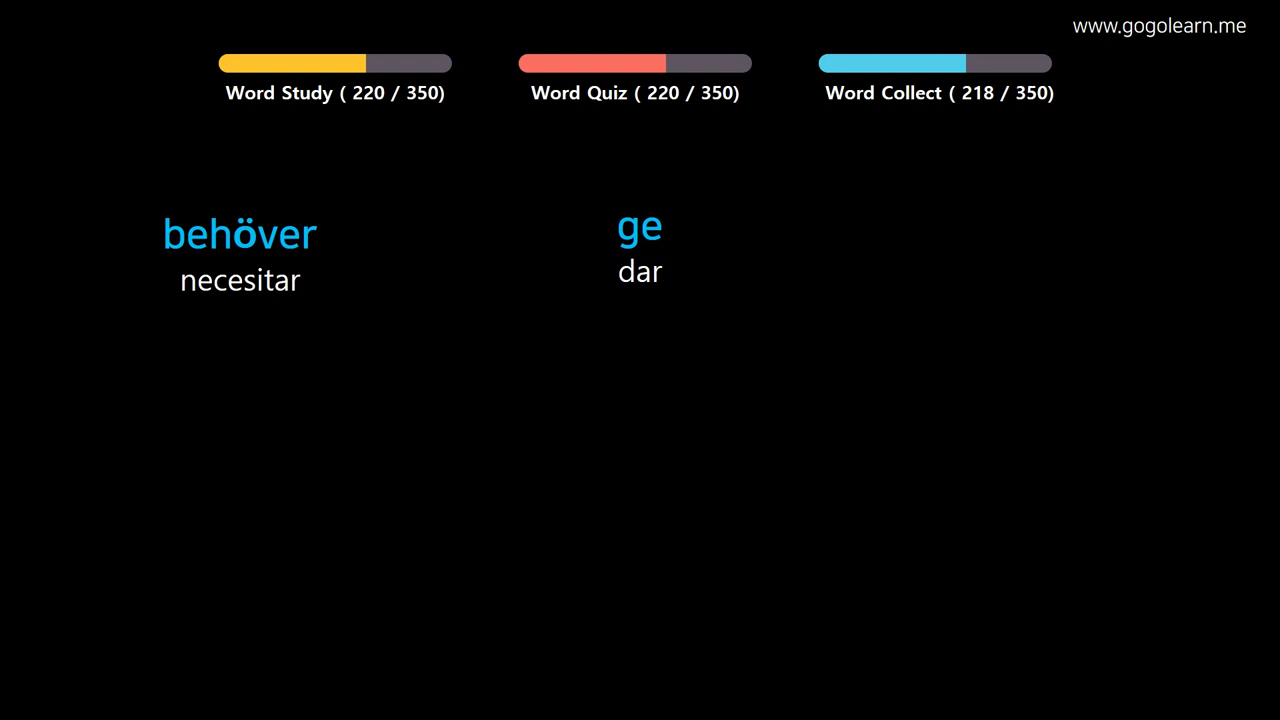 www.gogolearn.me
Word Study ( 220 / 350)
Word Quiz ( 220 / 350)
Word Collect ( 218 / 350)
behöver
necesitar
ge
dar